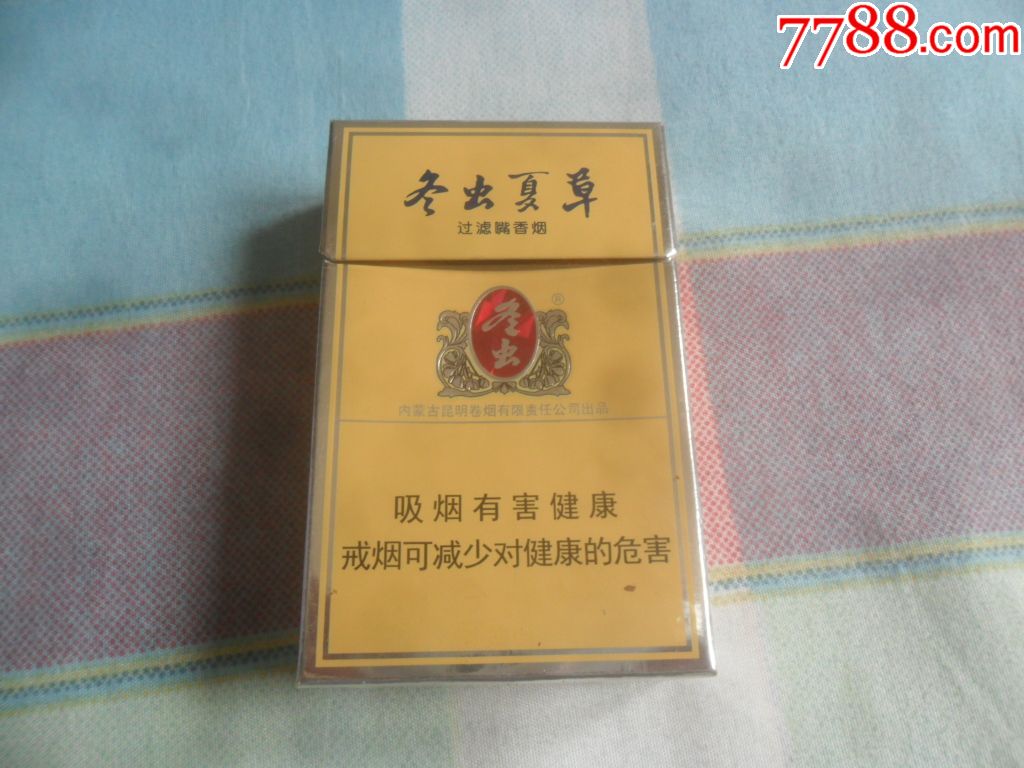 7788.com
冬虫夏草
过滤嘴香烟
®
冬虫
内蒙古昆明卷烟有限责任公司出品
吸烟有害健康
戒烟可减少对健康的危害